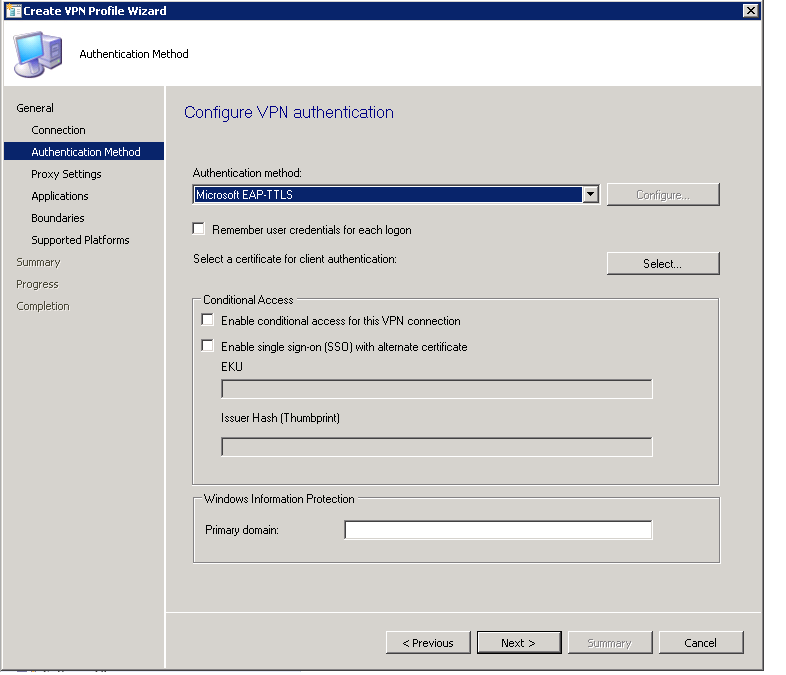 Create VPN Profile Wizard
Authentication Method
General
Connection
Authentication Method
Proxy Settings
Applications
Boundaries
Supported Platforms
Summary
Progress
Completion
Configure VPN authentication
Authentication method:
Microsoft EAP-TTLS
Configure...
Remember user credentials for each logon
Select a certificate for client authentication:
Select...
Conditional Access
Enable conditional access for this VPN connection
Enable single sign-on (SSO) with alternate certificate
EKU
Issuer Hash (Thumbprint)
Windows Information Protection
Primary domain:
< Previous
Next >
Summary
Cancel